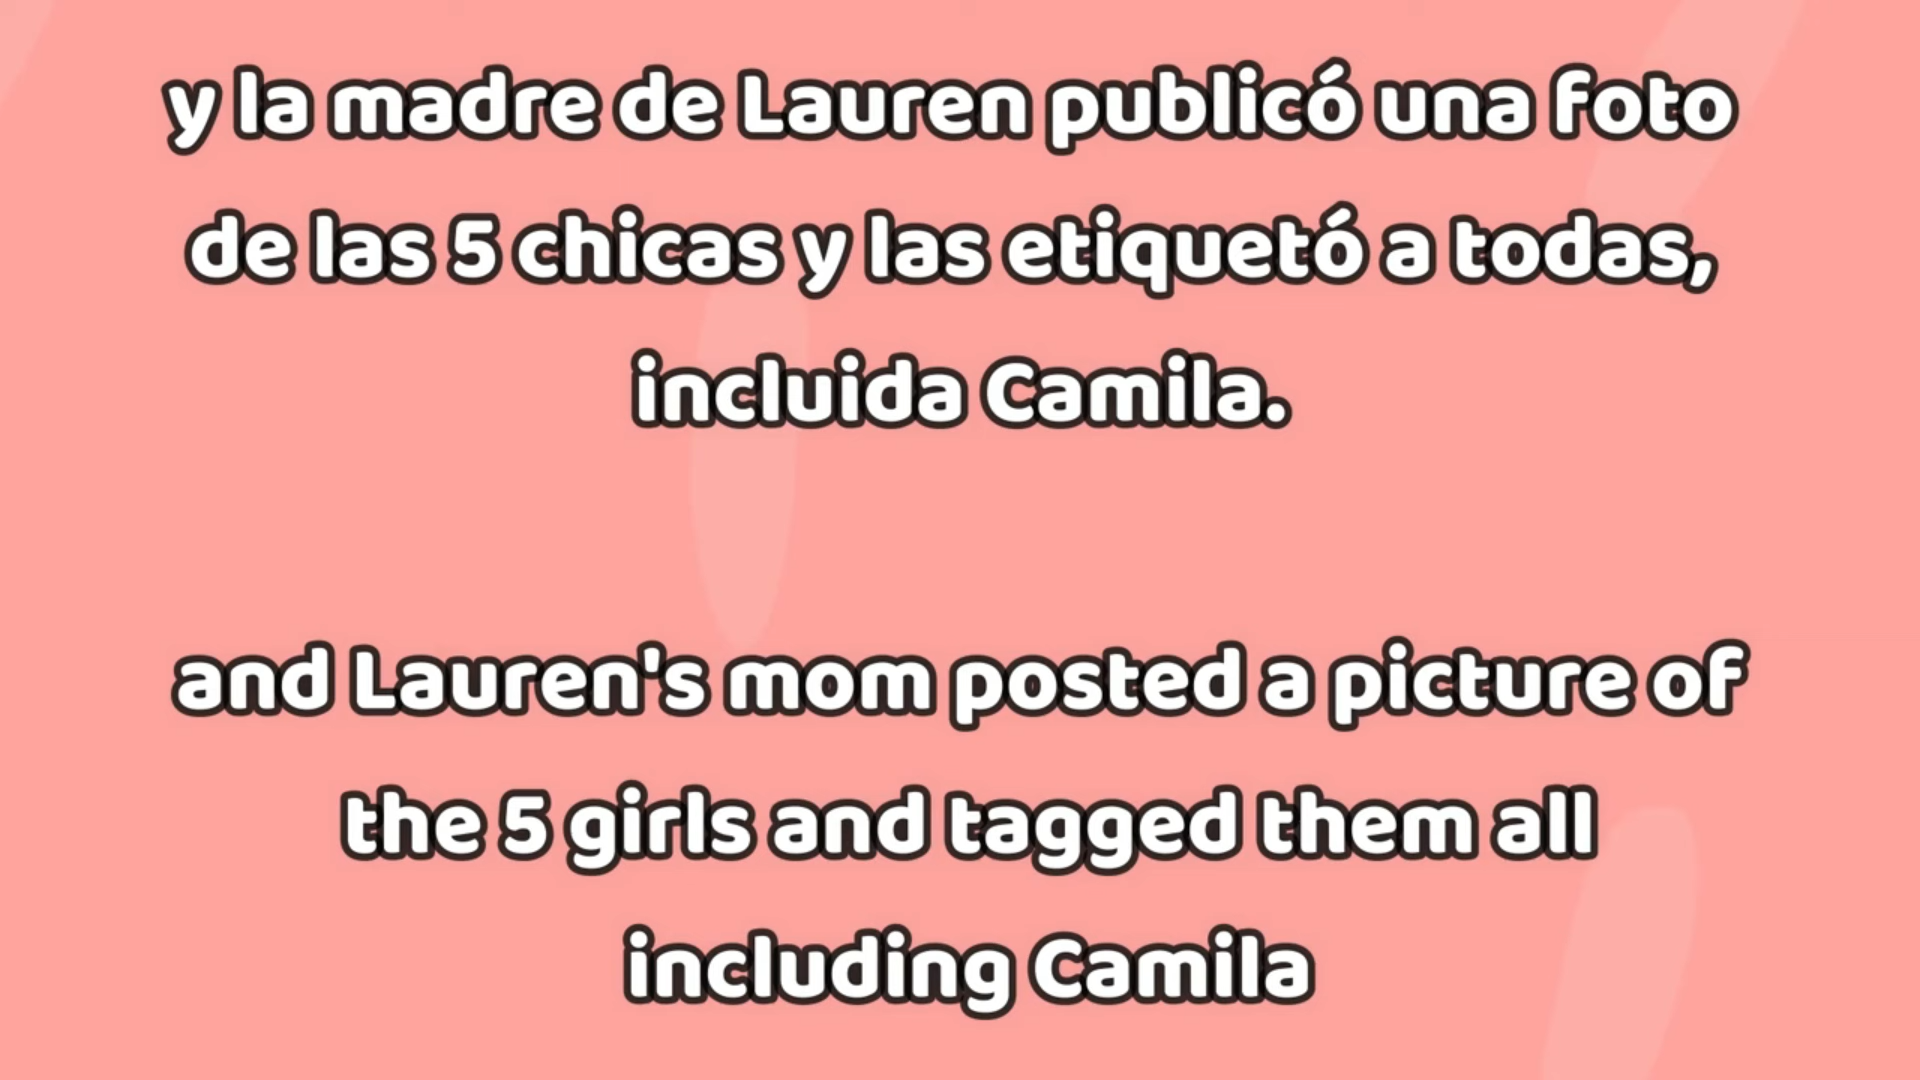 y la madre de Lauren publicó una foto
de las 5 chicas y las etiquetó a todas,
incluida Camila.
and Lauren's mom posted a picture of
the 5 girls and tagged them all
including Camila